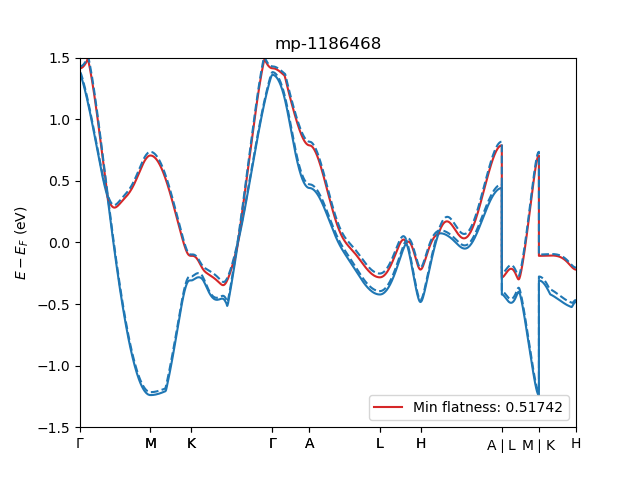 mp-1186468
1.5
1.0
0.5
0.0
−0.5
−1.0
−1.5
E − E_F (eV)
Min flatness: 0.51742
Γ M K Γ A L H A | L M | K H